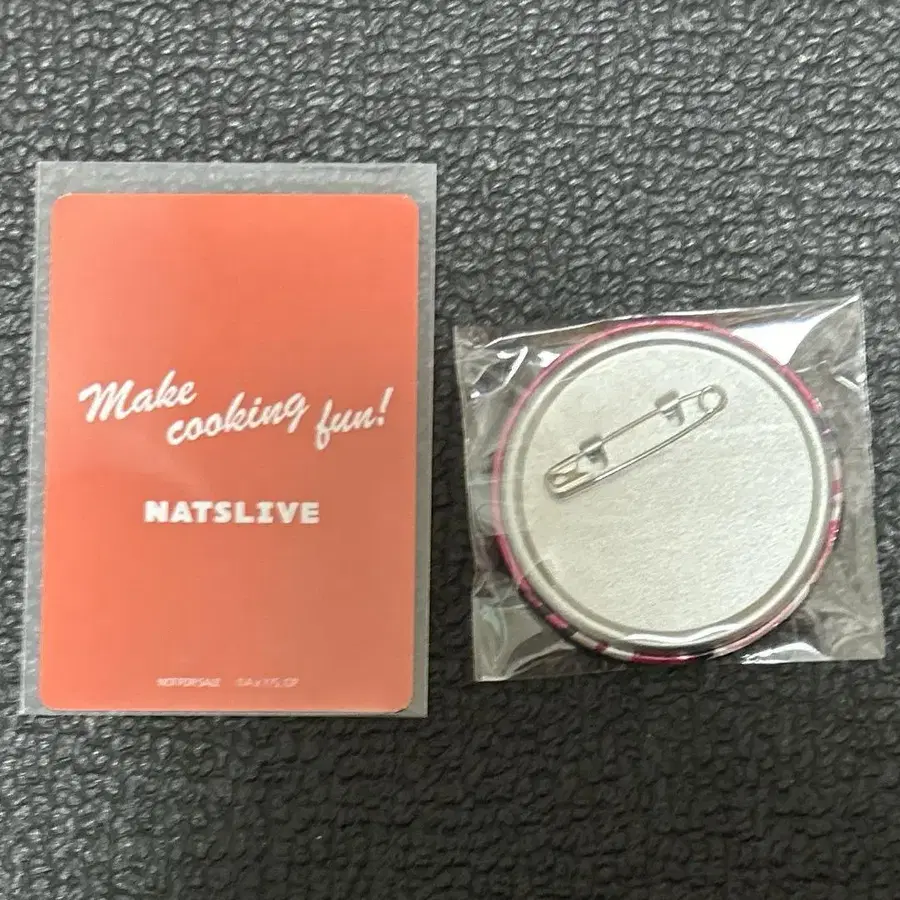 Make
cooking fun!
NATSLIVE
NOT FOR SALE